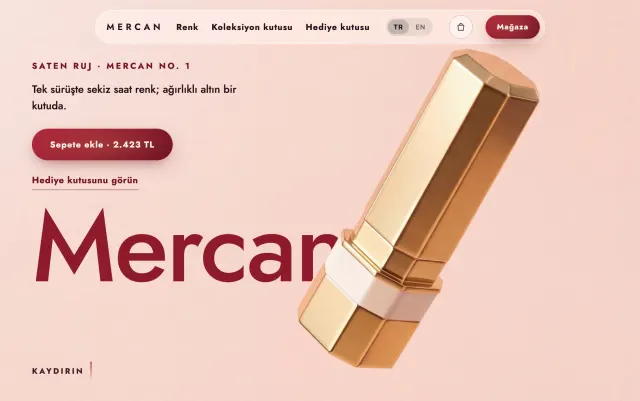 MERCAN Renk Koleksiyon kutusu Hediye kutusu TR EN Mağaza
SATEN RUJ · MERCAN NO. 1
Tek sürüşte sekiz saat renk; ağırlıklı altın bir
kutuda.
Sepete ekle · 2.423 TL
Hediye kutusunu görün
Mercan
KAYDIRIN